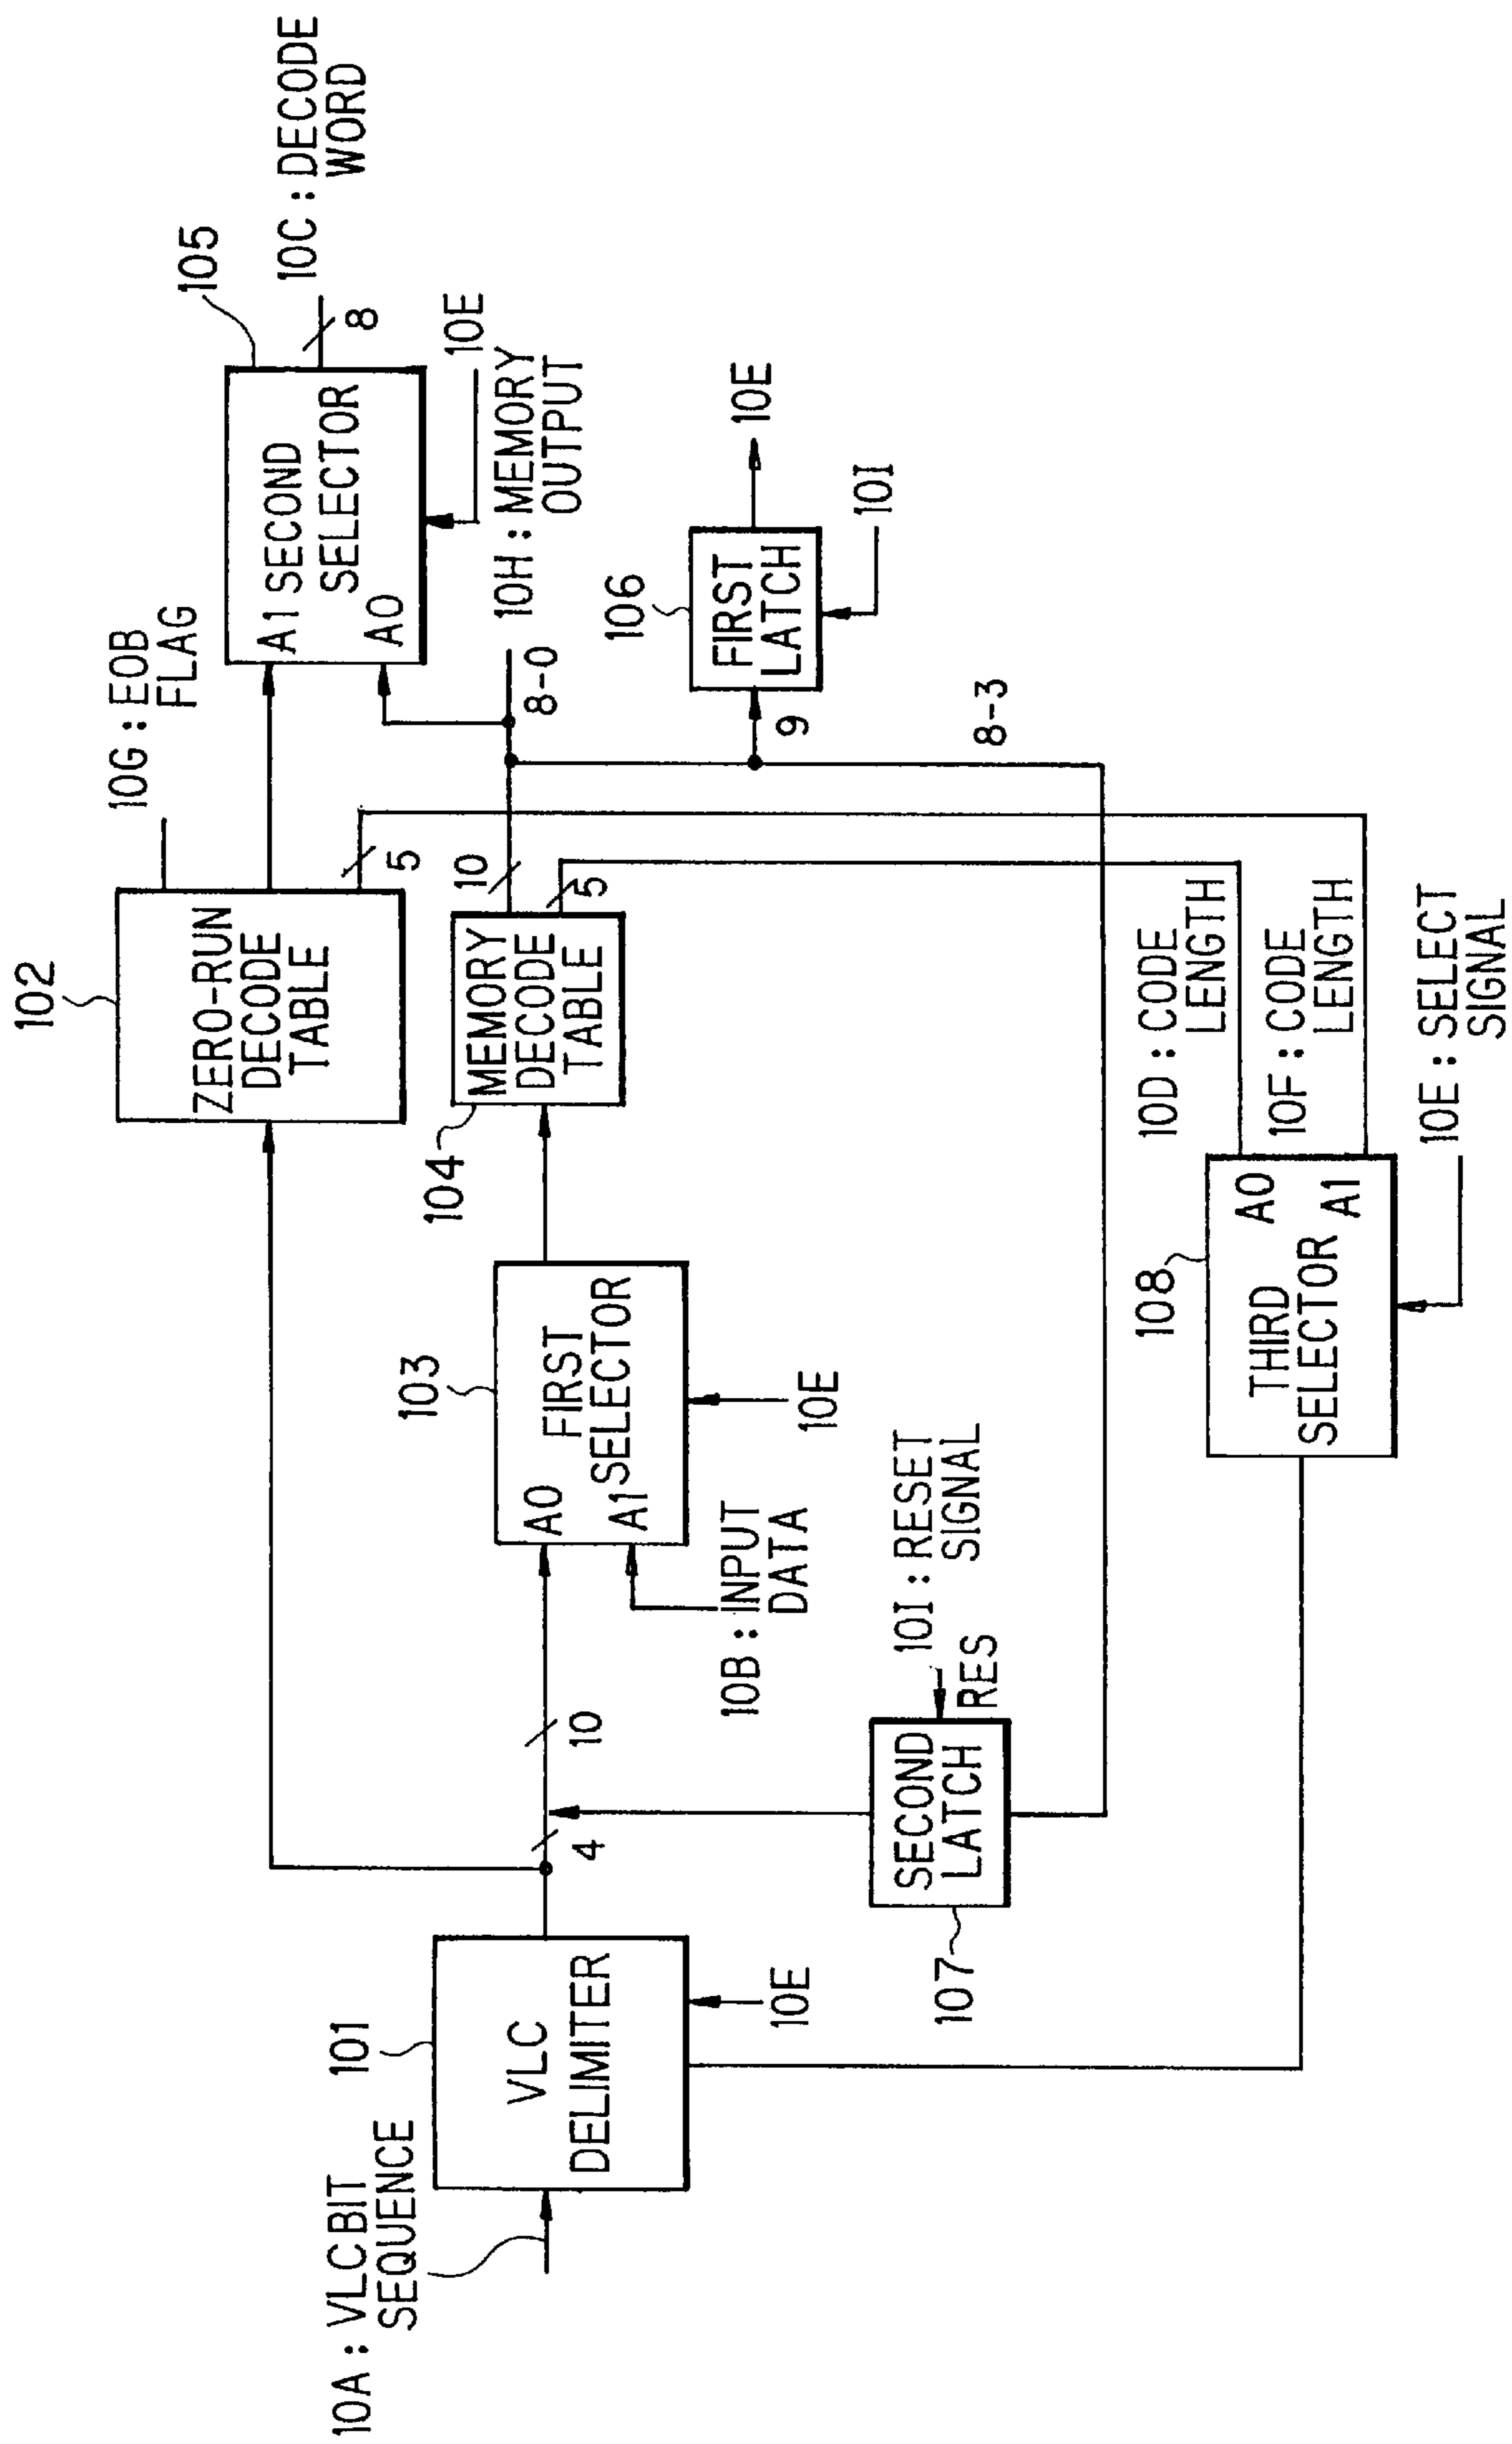 10A : VLCBIT
SEQUENCE
101
VLC
DELIMITER
10E
4
10
102
ZERO-RUN
DECODE
TABLE
10G : EOB
FLAG
5
103
A0
FIRST
A1 SELECTOR
10B : INPUT
DATA
10E
104
MEMORY
DECODE
TABLE
10
5
105
A1 SECOND
SELECTOR
A0
8
10C : DECODE
WORD
10E
10H : MEMORY
OUTPUT
8-0
106
FIRST
LATCH
9
10E
10I
8-3
107
SECOND
LATCH
10I : RESET
SIGNAL
RES
108
THIRD
SELECTOR
A0
A1
10D : CODE
LENGTH
10F : CODE
LENGTH
10E : SELECT
SIGNAL